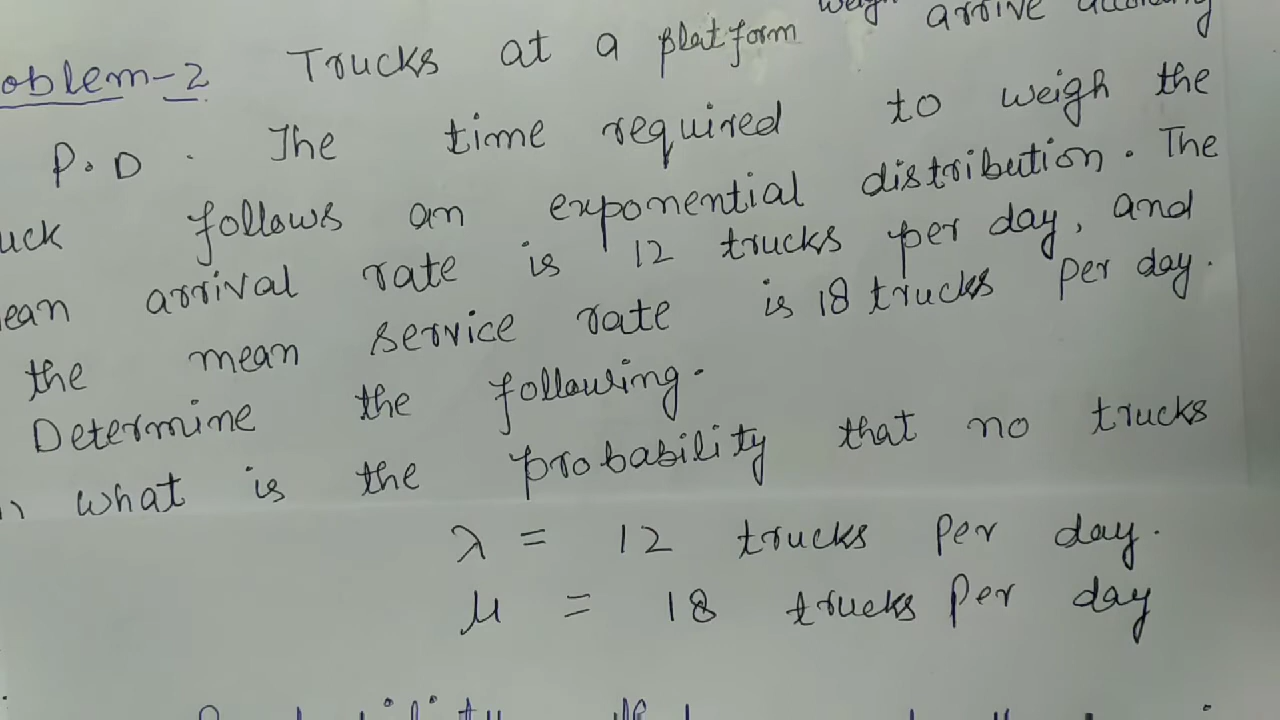 oblem-2 Trucks at a platform weigh arrive according
P.D. The time required to weigh the
uck follows an exponential distribution. The
ean arrival rate is 12 trucks per day, and
the mean service rate is 18 trucks per day.
Determine the following.
what is the probability that no trucks
λ = 12 trucks per day.
μ = 18 trucks per day